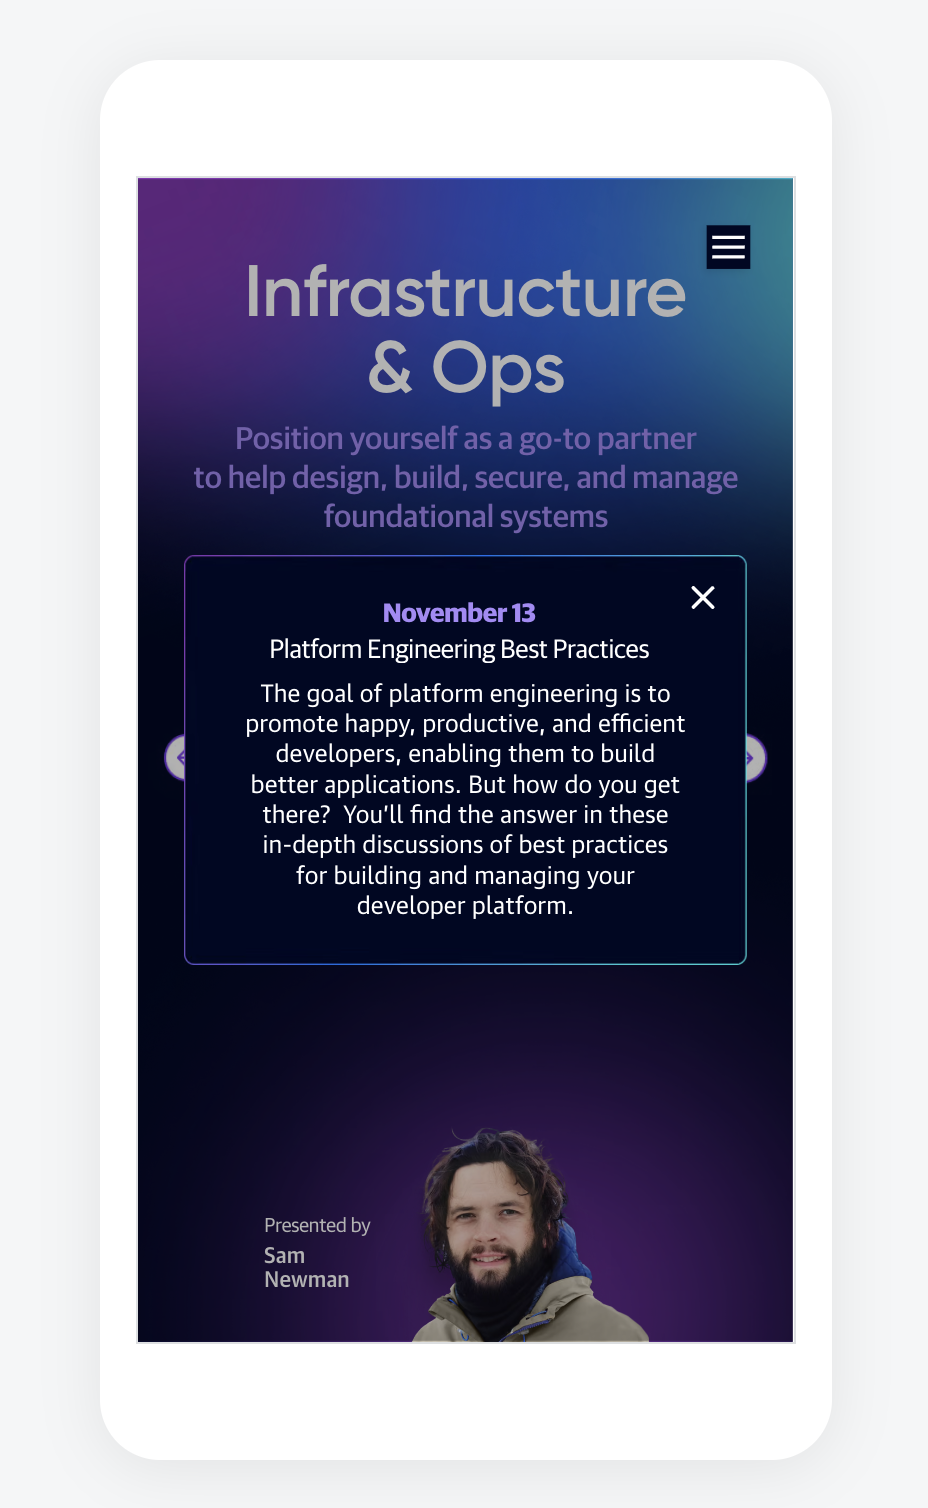 Infrastructure
& Ops
Position yourself as a go-to partner
to help design, build, secure, and manage
foundational systems
November 13
Platform Engineering Best Practices
The goal of platform engineering is to
promote happy, productive, and efficient
developers, enabling them to build
better applications. But how do you get
there?  You’ll find the answer in these
in-depth discussions of best practices
for building and managing your
developer platform.
Presented by
Sam
Newman